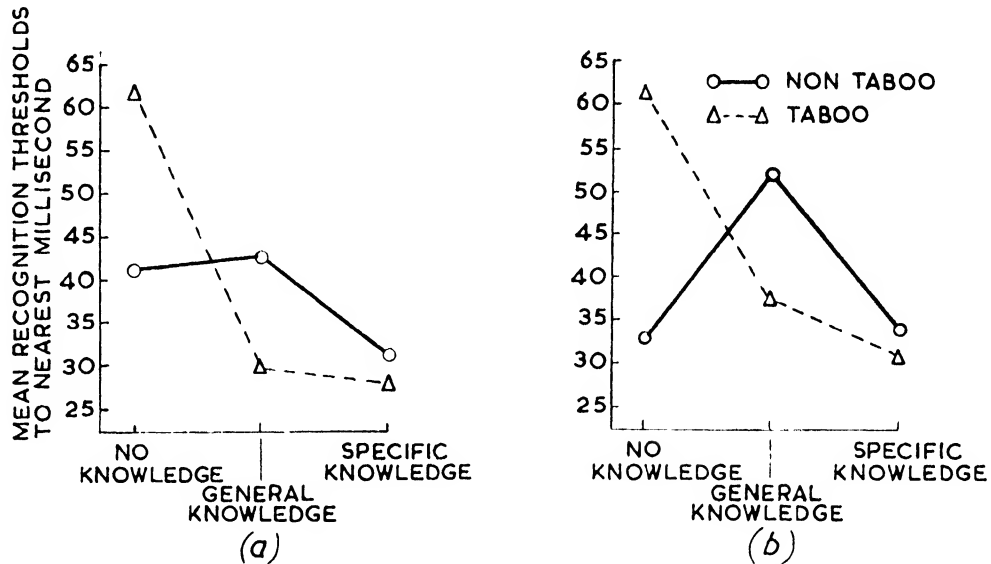 MEAN RECOGNITION THRESHOLDS
TO NEAREST MILLISECOND
65
60
55
50
45
40
35
30
25
NO
KNOWLEDGE
GENERAL
KNOWLEDGE
SPECIFIC
KNOWLEDGE
(a)
65
60
55
50
45
40
35
30
25
NON TABOO
TABOO
NO
KNOWLEDGE
GENERAL
KNOWLEDGE
SPECIFIC
KNOWLEDGE
(b)